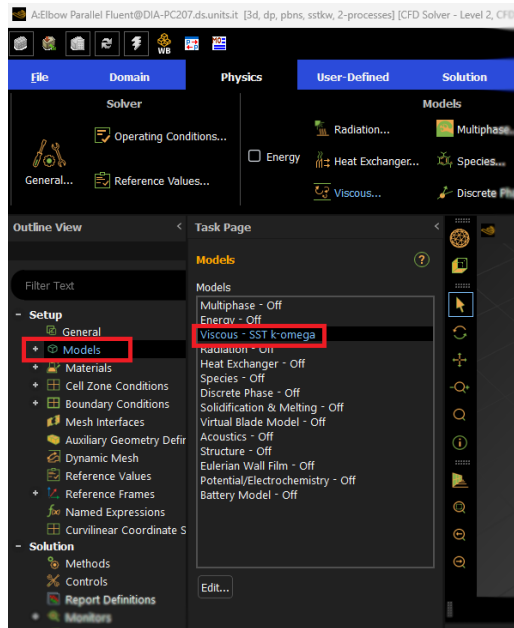 A:Elbow Parallel Fluent@DIA-PC207.ds.units.it [3d, dp, pbns, sstkw, 2-processes] [CFD Solver - Level 2, CFD
WB
File Domain Physics User-Defined Solution
Solver Models
General... Operating Conditions... Reference Values...
Energy
Radiation... Multiphase...
Heat Exchanger... Species...
Viscous... Discrete Ph
Outline View <
Filter Text
- Setup
General
+ Models
+ Materials
+ Cell Zone Conditions
+ Boundary Conditions
Mesh Interfaces
Auxiliary Geometry Defir
Dynamic Mesh
Reference Values
+ Reference Frames
fx Named Expressions
Curvilinear Coordinate S
- Solution
Methods
Controls
Report Definitions
Monitors
Task Page <
Models ?
Models
Multiphase - Off
Energy - Off
Viscous - SST k-omega
Radiation - Off
Heat Exchanger - Off
Species - Off
Discrete Phase - Off
Solidification & Melting - Off
Virtual Blade Model - Off
Acoustics - Off
Structure - Off
Eulerian Wall Film - Off
Potential/Electrochemistry - Off
Battery Model - Off
Edit...